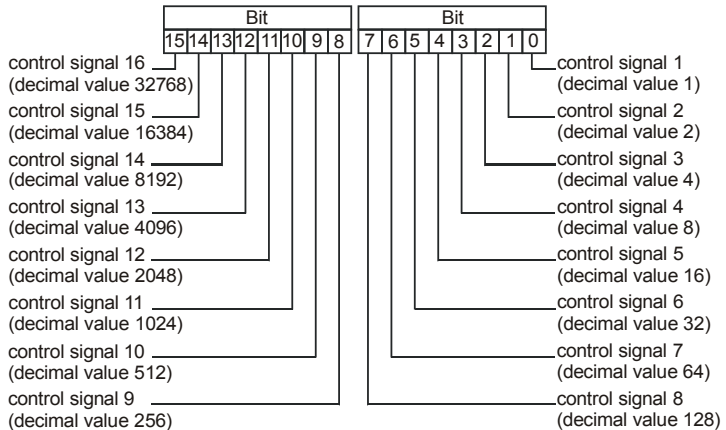 Bit Bit
15 14 13 12 11 10 9 8 7 6 5 4 3 2 1 0
control signal 16
(decimal value 32768)
control signal 15
(decimal value 16384)
control signal 14
(decimal value 8192)
control signal 13
(decimal value 4096)
control signal 12
(decimal value 2048)
control signal 11
(decimal value 1024)
control signal 10
(decimal value 512)
control signal 9
(decimal value 256)
control signal 1
(decimal value 1)
control signal 2
(decimal value 2)
control signal 3
(decimal value 4)
control signal 4
(decimal value 8)
control signal 5
(decimal value 16)
control signal 6
(decimal value 32)
control signal 7
(decimal value 64)
control signal 8
(decimal value 128)